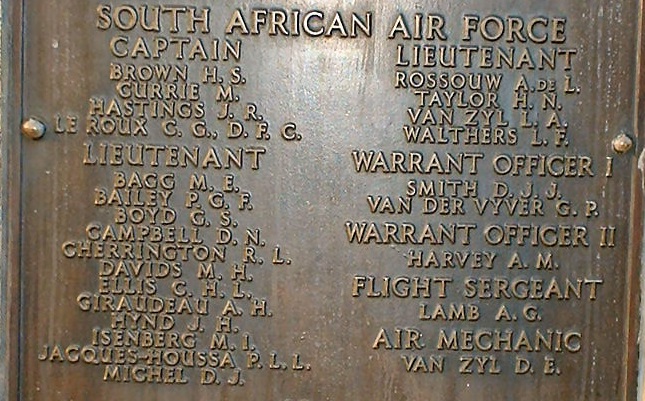 SOUTH AFRICAN AIR FORCE
CAPTAIN
BROWN H. S.
CURRIE M.
HASTINGS J. R.
LE ROUX C. G., D. F. C.
LIEUTENANT
BAGG M. E.
BAILEY P. G. F.
BOYD G. S.
CAMPBELL D. N.
CHERRINGTON R. L.
DAVIDS M. H.
ELLIS C. H. L.
GIRAUDEAU A. H.
HYND J. H.
ISENBERG M. I.
JACQUES-HOUSSA P. L. L.
MICHEL D. J.
LIEUTENANT
ROSSOUW A. DE L.
TAYLOR H. N.
VAN ZYL L. A.
WALTHERS L. F.
WARRANT OFFICER I
SMITH D. J. J.
VAN DER VYVER G. P.
WARRANT OFFICER II
HARVEY A. M.
FLIGHT SERGEANT
LAMB A. G.
AIR MECHANIC
VAN ZYL D. E.